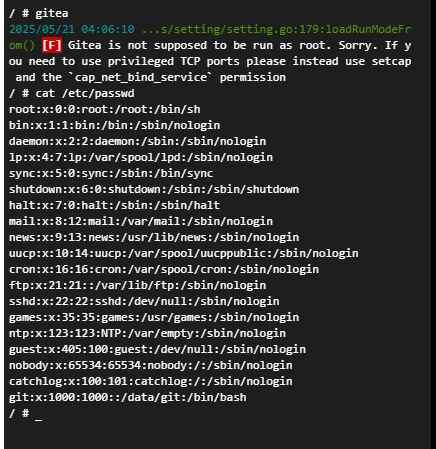 / # gitea
2025/05/21 04:06:10 ...s/setting/setting.go:179:loadRunModeFr
om() [F] Gitea is not supposed to be run as root. Sorry. If y
ou need to use privileged TCP ports please instead use setcap
 and the `cap_net_bind_service` permission
/ # cat /etc/passwd
root:x:0:0:root:/root:/bin/sh
bin:x:1:1:bin:/bin:/sbin/nologin
daemon:x:2:2:daemon:/sbin:/sbin/nologin
lp:x:4:7:lp:/var/spool/lpd:/sbin/nologin
sync:x:5:0:sync:/sbin:/bin/sync
shutdown:x:6:0:shutdown:/sbin:/sbin/shutdown
halt:x:7:0:halt:/sbin:/sbin/halt
mail:x:8:12:mail:/var/mail:/sbin/nologin
news:x:9:13:news:/usr/lib/news:/sbin/nologin
uucp:x:10:14:uucp:/var/spool/uucppublic:/sbin/nologin
cron:x:16:16:cron:/var/spool/cron:/sbin/nologin
ftp:x:21:21::/var/lib/ftp:/sbin/nologin
sshd:x:22:22:sshd:/dev/null:/sbin/nologin
games:x:35:35:games:/usr/games:/sbin/nologin
ntp:x:123:123:NTP:/var/empty:/sbin/nologin
guest:x:405:100:guest:/dev/null:/sbin/nologin
nobody:x:65534:65534:nobody:/:/sbin/nologin
catchlog:x:100:101:catchlog:/:/sbin/nologin
git:x:1000:1000::/data/git:/bin/bash
/ # _